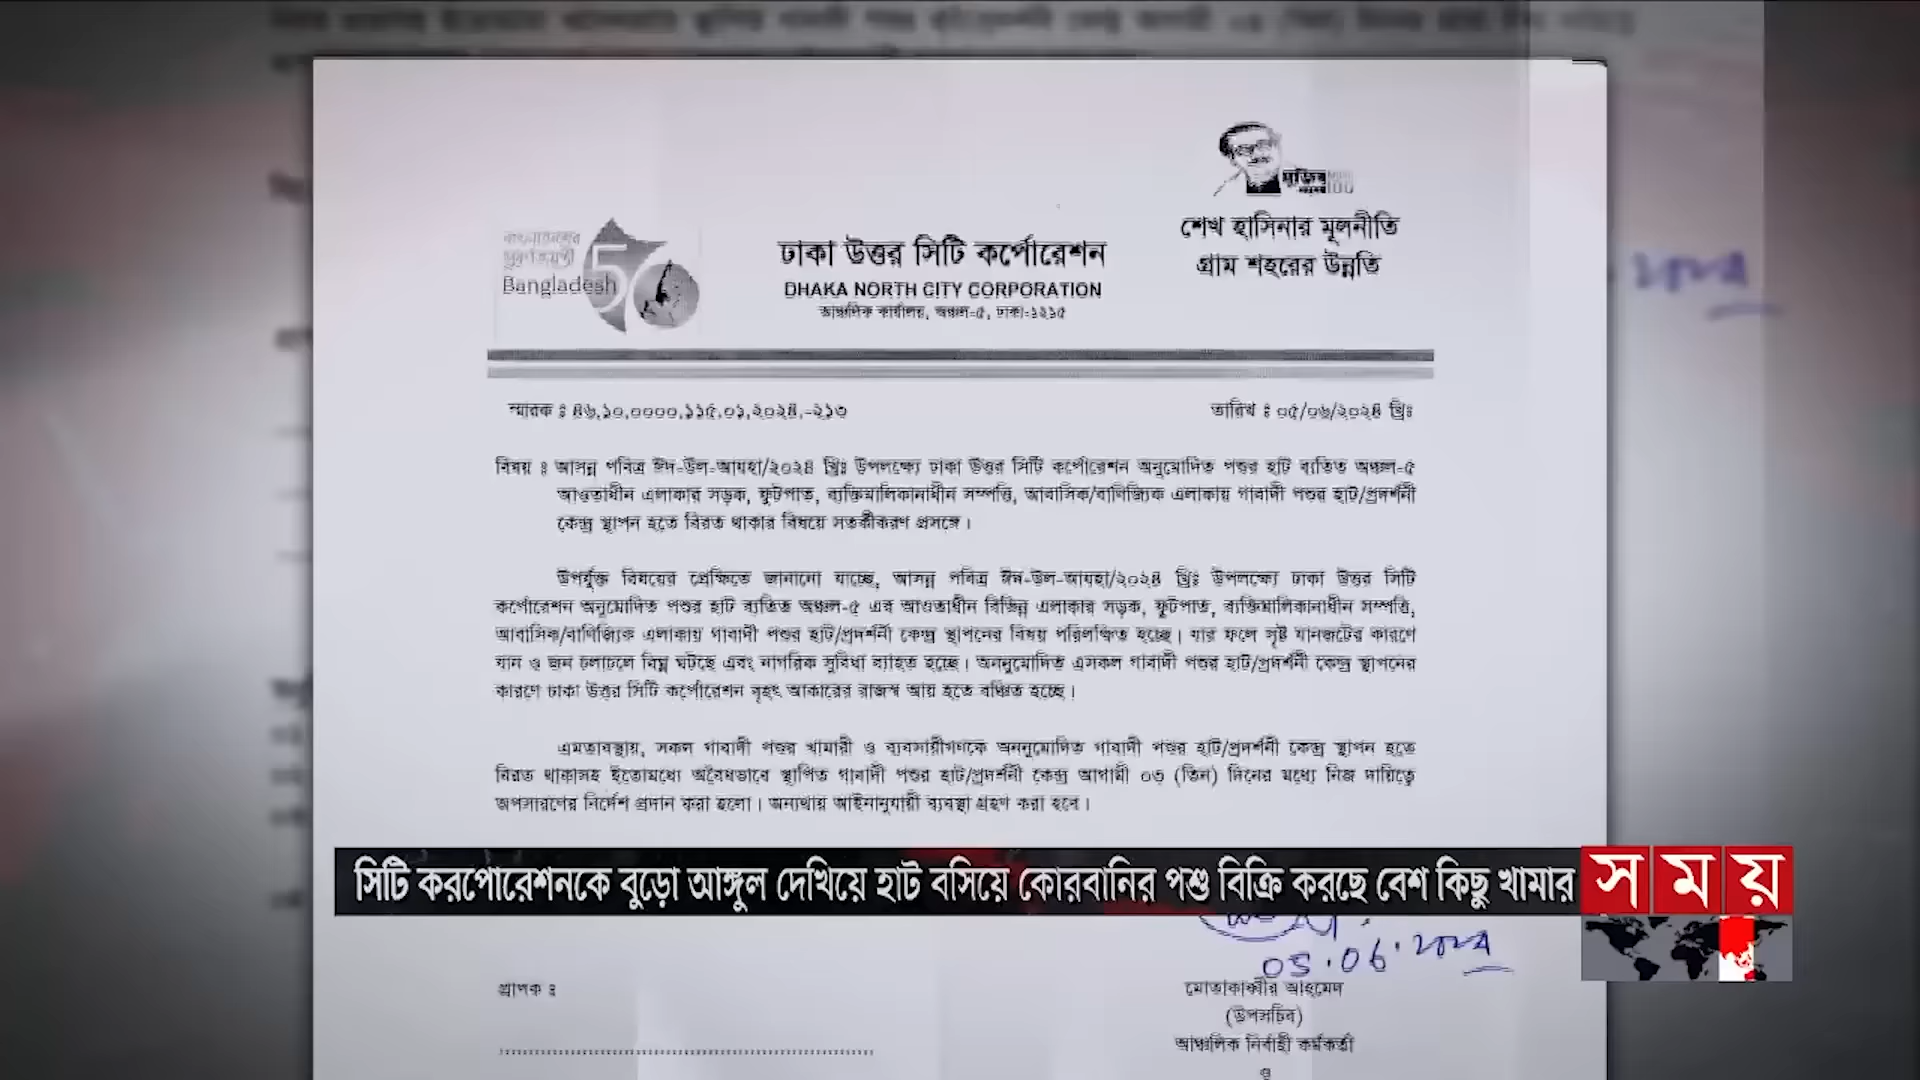 মুজিব
100
শেখ হাসিনার মূলনীতি
গ্রাম শহরের উন্নতি
বাংলাদেশের
সুবর্ণজয়ন্তী
50
Bangladesh
ঢাকা উত্তর সিটি কর্পোরেশন
DHAKA NORTH CITY CORPORATION
আঞ্চলিক কার্যালয়, অঞ্চল-৫, ঢাকা-১২১৫
স্মারক ঃ ৪৬.১০.০০০০.১১৫.০১.২০২৪.-২১৩
তারিখ ঃ ০৫/০৬/২০২৪ খ্রিঃ
বিষয় ঃ আসন্ন পবিত্র ঈদ-উল-আযহা/২০২৪ খ্রিঃ উপলক্ষ্যে ঢাকা উত্তর সিটি কর্পোরেশন অনুমোদিত পশুর হাট ব্যতিত অঞ্চল-৫
আওতাধীন এলাকার সড়ক, ফুটপাত, ব্যক্তিমালিকানাধীন সম্পত্তি, আবাসিক/বাণিজ্যিক এলাকায় গাবাদী পশুর হাট/প্রদর্শনী
কেন্দ্র স্থাপন হতে বিরত থাকার বিষয়ে সতর্কীকরণ প্রসঙ্গে।
উপর্যুক্ত বিষয়ের প্রেক্ষিতে জানানো যাচ্ছে, আসন্ন পবিত্র ঈদ-উল-আযহা/২০২৪ খ্রিঃ উপলক্ষ্যে ঢাকা উত্তর সিটি
কর্পোরেশন অনুমোদিত পশুর হাট ব্যতিত অঞ্চল-৫ এর আওতাধীন বিভিন্ন এলাকার সড়ক, ফুটপাত, ব্যক্তিমালিকানাধীন সম্পত্তি,
আবাসিক/বাণিজ্যিক এলাকায় গাবাদী পশুর হাট/প্রদর্শনী কেন্দ্র স্থাপনের বিষয় পরিলক্ষিত হচ্ছে। যার ফলে সৃষ্ট যানজটের কারণে
যান ও জন চলাচলে বিঘ্ন ঘটছে এবং নাগরিক সুবিধা ব্যাহত হচ্ছে। অননুমোদিত এসকল গাবাদী পশুর হাট/প্রদর্শনী কেন্দ্র স্থাপনের
কারণে ঢাকা উত্তর সিটি কর্পোরেশন বৃহৎ আকারের রাজস্ব আয় হতে বঞ্চিত হচ্ছে।
এমতাবস্থায়, সকল গাবাদী পশুর খামারী ও ব্যবসায়ীগণকে অননুমোদিত গাবাদী পশুর হাট/প্রদর্শনী কেন্দ্র স্থাপন হতে
বিরত থাকাসহ ইতোমধ্যে অবৈধভাবে স্থাপিত গাবাদী পশুর হাট/প্রদর্শনী কেন্দ্র আগামী ০৩ (তিন) দিনের মধ্যে নিজ দায়িত্বে
অপসারণের নির্দেশ প্রদান করা হলো। অন্যথায় আইনানুযায়ী ব্যবস্থা গ্রহণ করা হবে।
সিটি করপোরেশনকে বুড়ো আঙ্গুল দেখিয়ে হাট বসিয়ে কোরবানির পশু বিক্রি করছে বেশ কিছু খামার
সময়
05.06.২০২৪
প্রাপক ঃ
মোতাকাব্বীর আহমেদ
(উপসচিব)
আঞ্চলিক নির্বাহী কর্মকর্তা
ও